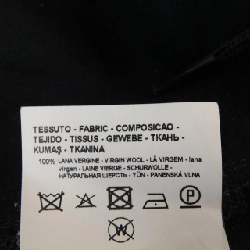 TESSUTO - FABRIC - COMPOSICAO -
TEJIDO - TISSUS - GEWEBE - ТКАНЬ -
KUMAŞ - TKANINA
100% LANA VERGINE - VIRGIN WOOL - LÃ VIRGEM - lana
virgen - LAINE VIERGE - SCHURWOLLE -
НАТУРАЛЬНАЯ ШЕРСТЬ - YÜN - PANENSKÁ VLNA
P
W